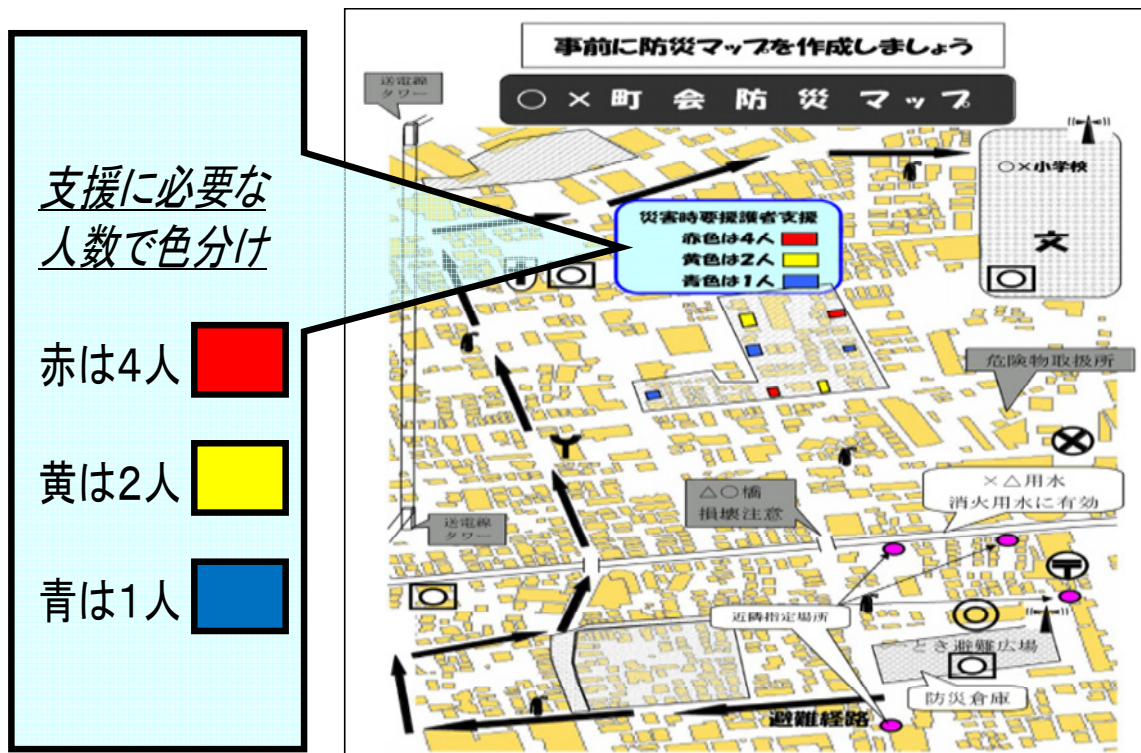 支援に必要な
人数で色分け
赤は4人
黄は2人
青は1人
事前に防災マップを作成しましょう
○×町会防災マップ
送電線
タワー
○×小学校
文
災害時要援護者支援
赤色は4人
黄色は2人
青色は1人
危険物取扱所
×△用水
消火用水に有効
△○橋
損壊注意
送電線
タワー
近隣指定場所
一とき避難広場
防災倉庫
避難経路